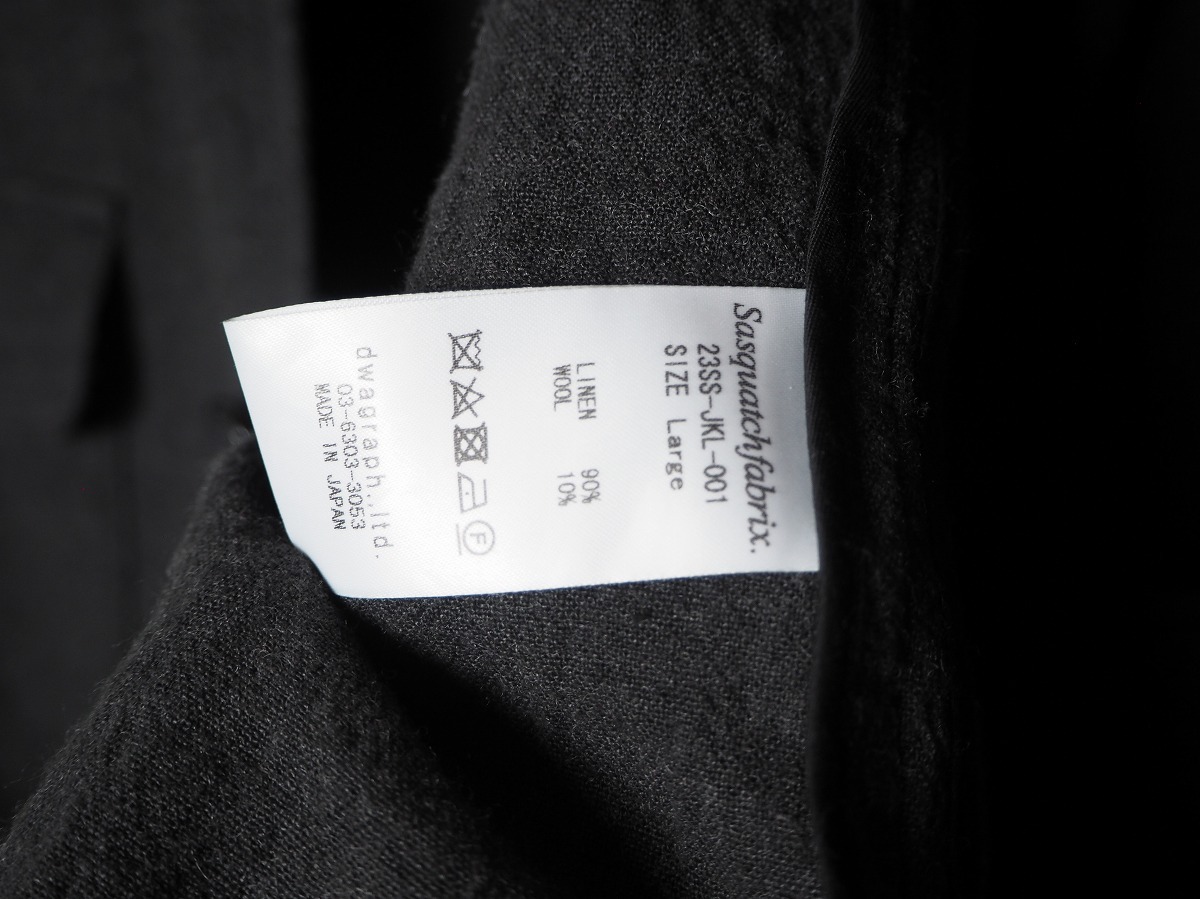 Sasquatchfabrix.
23SS-JKL-001
SIZE Large
LINEN 90%
WOOL 10%
F
dwagraph.,ltd.
03-6303-3053
MADE IN JAPAN